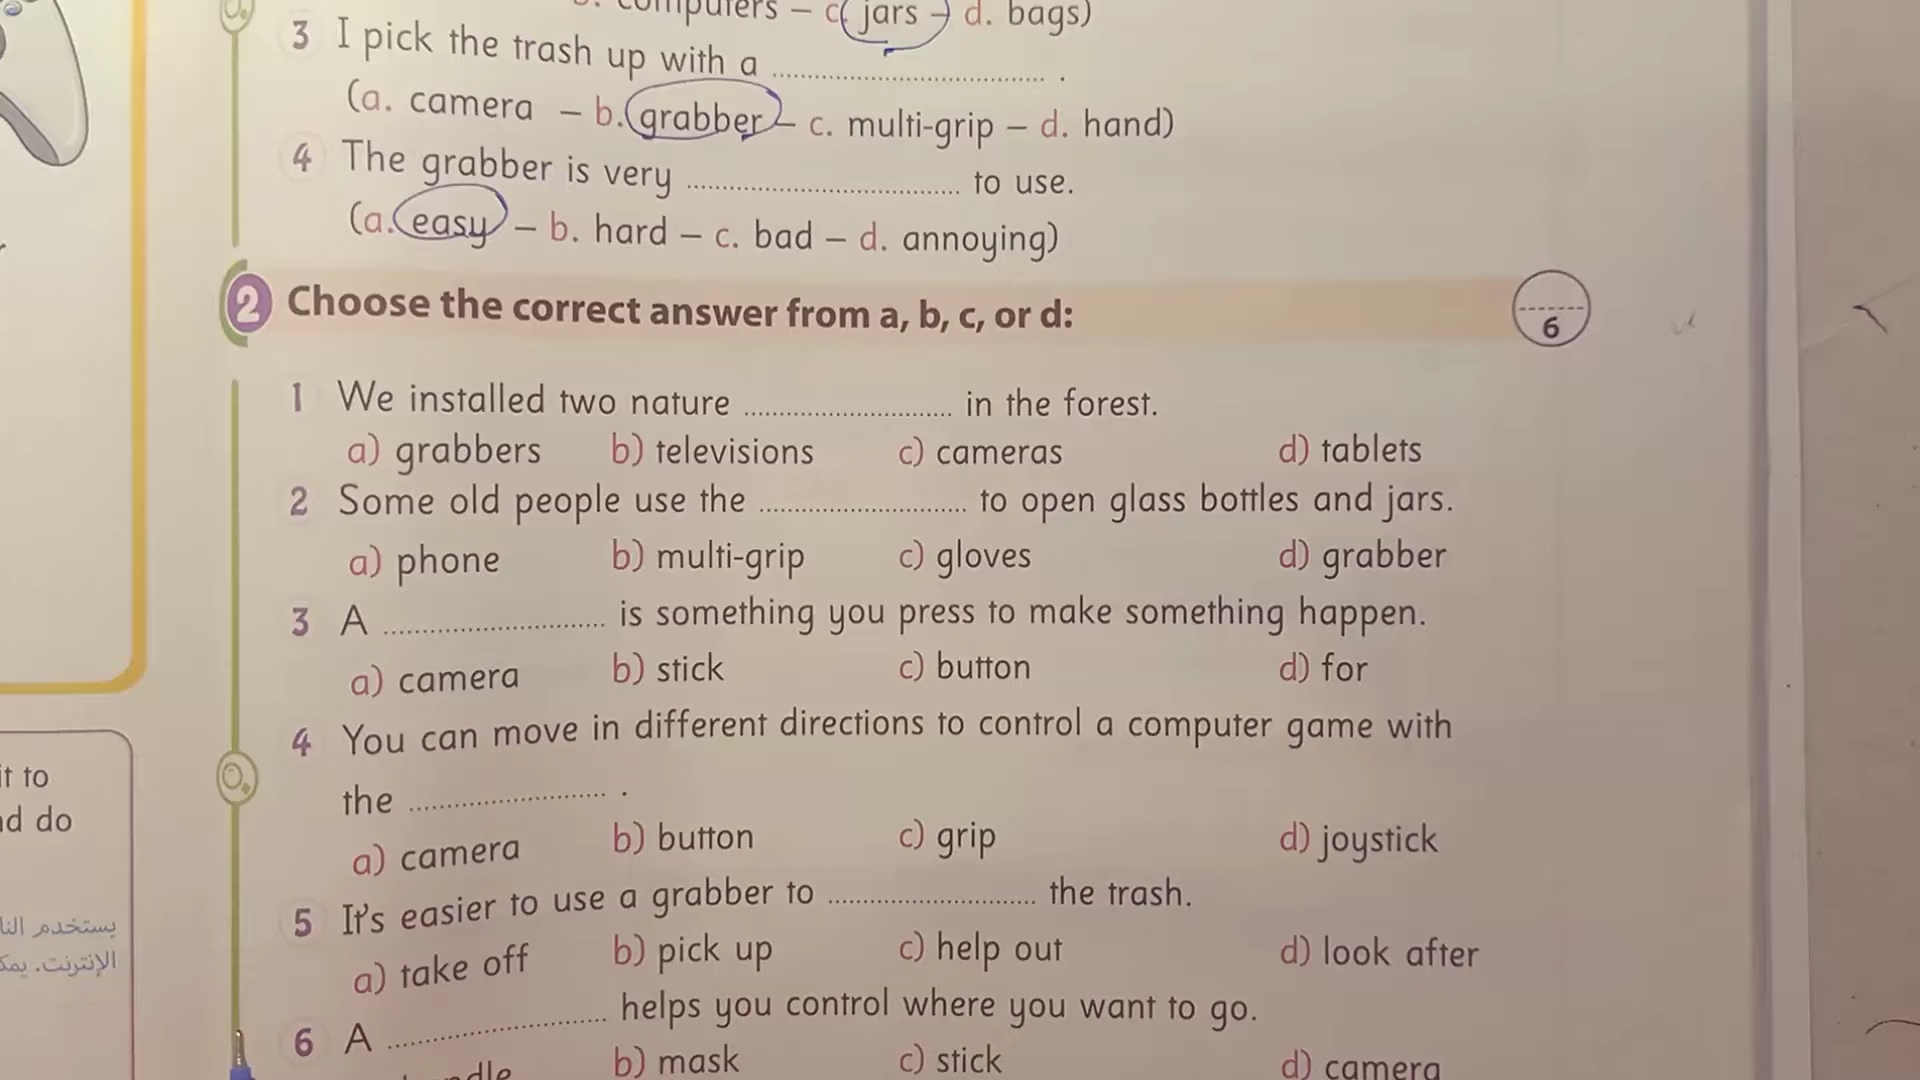 computers – c. jars – d. bags)
3 I pick the trash up with a .............................. .
(a. camera – b. grabber – c. multi-grip – d. hand)
4 The grabber is very .............................. to use.
(a. easy – b. hard – c. bad – d. annoying)
2 Choose the correct answer from a, b, c, or d:
6
1 We installed two nature .............................. in the forest.
a) grabbers b) televisions c) cameras d) tablets
2 Some old people use the .............................. to open glass bottles and jars.
a) phone b) multi-grip c) gloves d) grabber
3 A .............................. is something you press to make something happen.
a) camera b) stick c) button d) for
4 You can move in different directions to control a computer game with
the .............................. .
a) camera b) button c) grip d) joystick
5 It's easier to use a grabber to .............................. the trash.
a) take off b) pick up c) help out d) look after
6 A .............................. helps you control where you want to go.
b) mask c) stick d) camera
it to
do
يستخدم
الإنترنت.